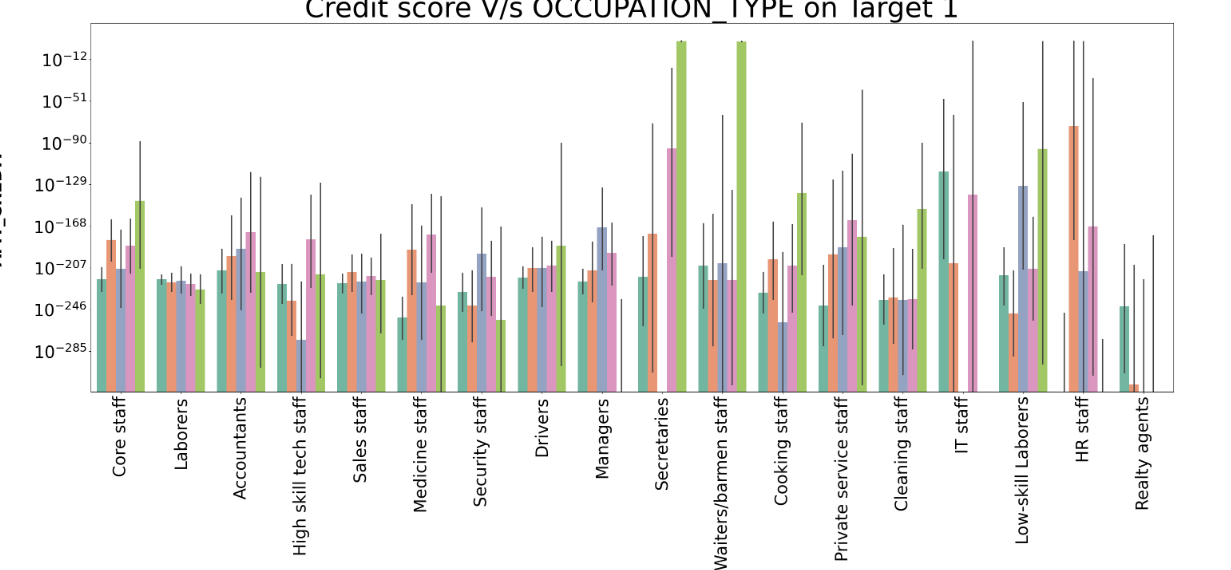 Credit score V/s OCCUPATION_TYPE on Target 1
10⁻¹²
10⁻⁵¹
10⁻⁹⁰
10⁻¹²⁹
10⁻¹⁶⁸
10⁻²⁰⁷
10⁻²⁴⁶
10⁻²⁸⁵
Core staff
Laborers
Accountants
High skill tech staff
Sales staff
Medicine staff
Security staff
Drivers
Managers
Secretaries
Waiters/barmen staff
Cooking staff
Private service staff
Cleaning staff
IT staff
Low-skill Laborers
HR staff
Realty agents